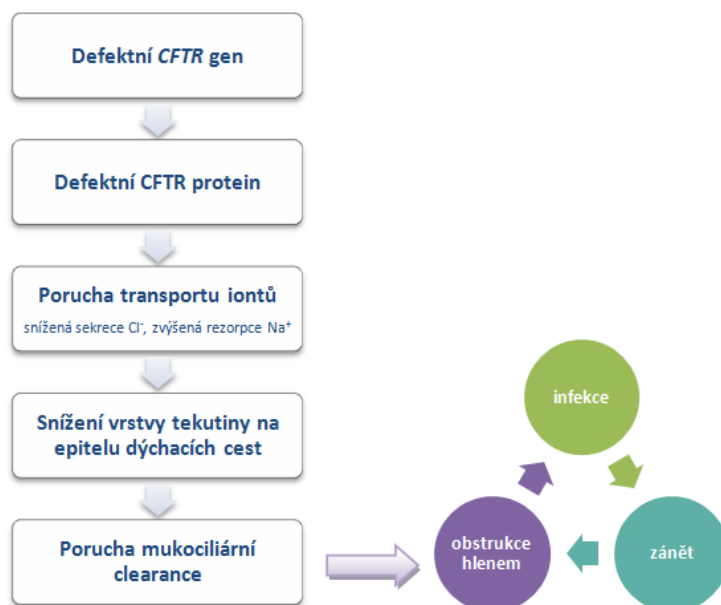 Defektní CFTR gen
Defektní CFTR protein
Porucha transportu iontů
snížená sekrece Cl⁻, zvýšená rezorpce Na⁺
Snížení vrstvy tekutiny na
epitelu dýchacích cest
Porucha mukociliární
clearance
infekce
obstrukce
hlenem
zánět